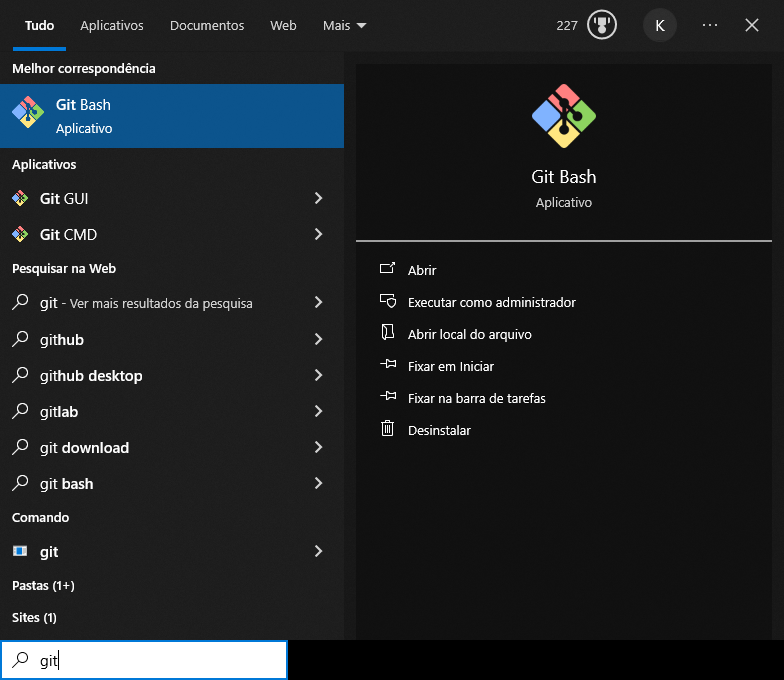 Tudo Aplicativos Documentos Web Mais 227 K ...
Melhor correspondência
Git Bash
Aplicativo
Aplicativos
Git GUI
Git CMD
Pesquisar na Web
git - Ver mais resultados da pesquisa
github
github desktop
gitlab
git download
git bash
Comando
git
Pastas (1+)
Sites (1)
git
Git Bash
Aplicativo
Abrir
Executar como administrador
Abrir local do arquivo
Fixar em Iniciar
Fixar na barra de tarefas
Desinstalar